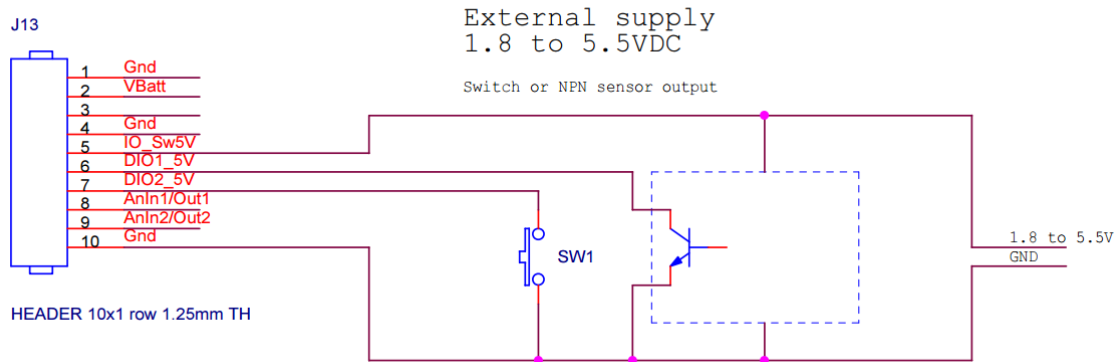 J13
External supply
1.8 to 5.5VDC
Switch or NPN sensor output
1 Gnd
2 VBatt
3
4 Gnd
5 IO_Sw5V
6 DIO1_5V
7 DIO2_5V
8 AnIn1/Out1
9 AnIn2/Out2
10 Gnd
SW1
1.8 to 5.5V
GND
HEADER 10x1 row 1.25mm TH